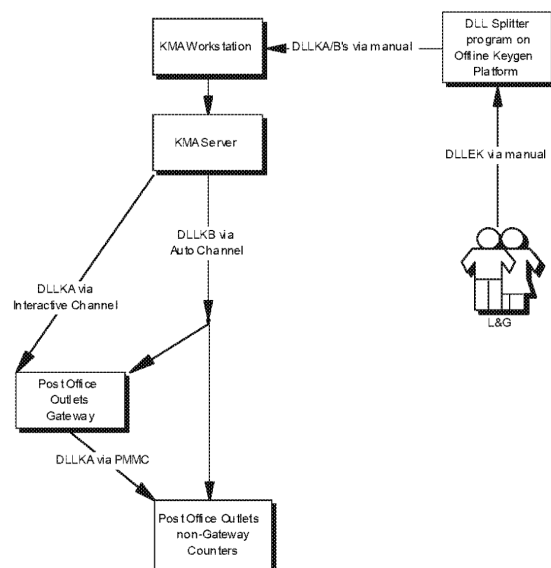 DLL Splitter
program on
Offline Keygen
Platform
KMA Workstation
DLLKA/B's via manual
KMA Server
DLLEK via manual
DLLKB via
Auto Channel
DLLKA via
Interactive Channel
L&G
Post Office
Outlets
Gateway
DLLKA via PMMC
Post Office Outlets
non-Gateway
Counters